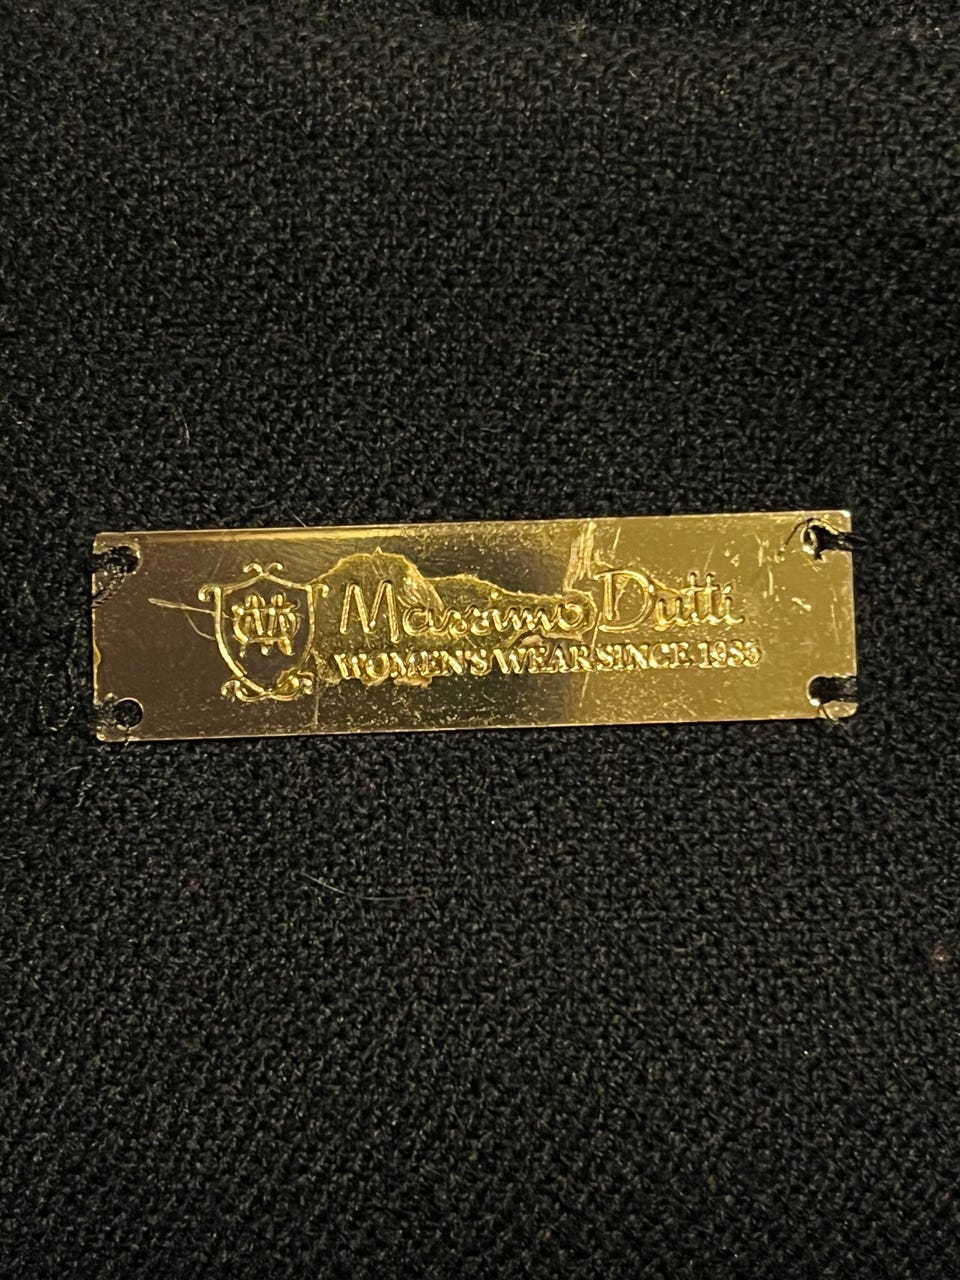 Massimo Dutti
WOMEN'S WEAR SINCE 1985